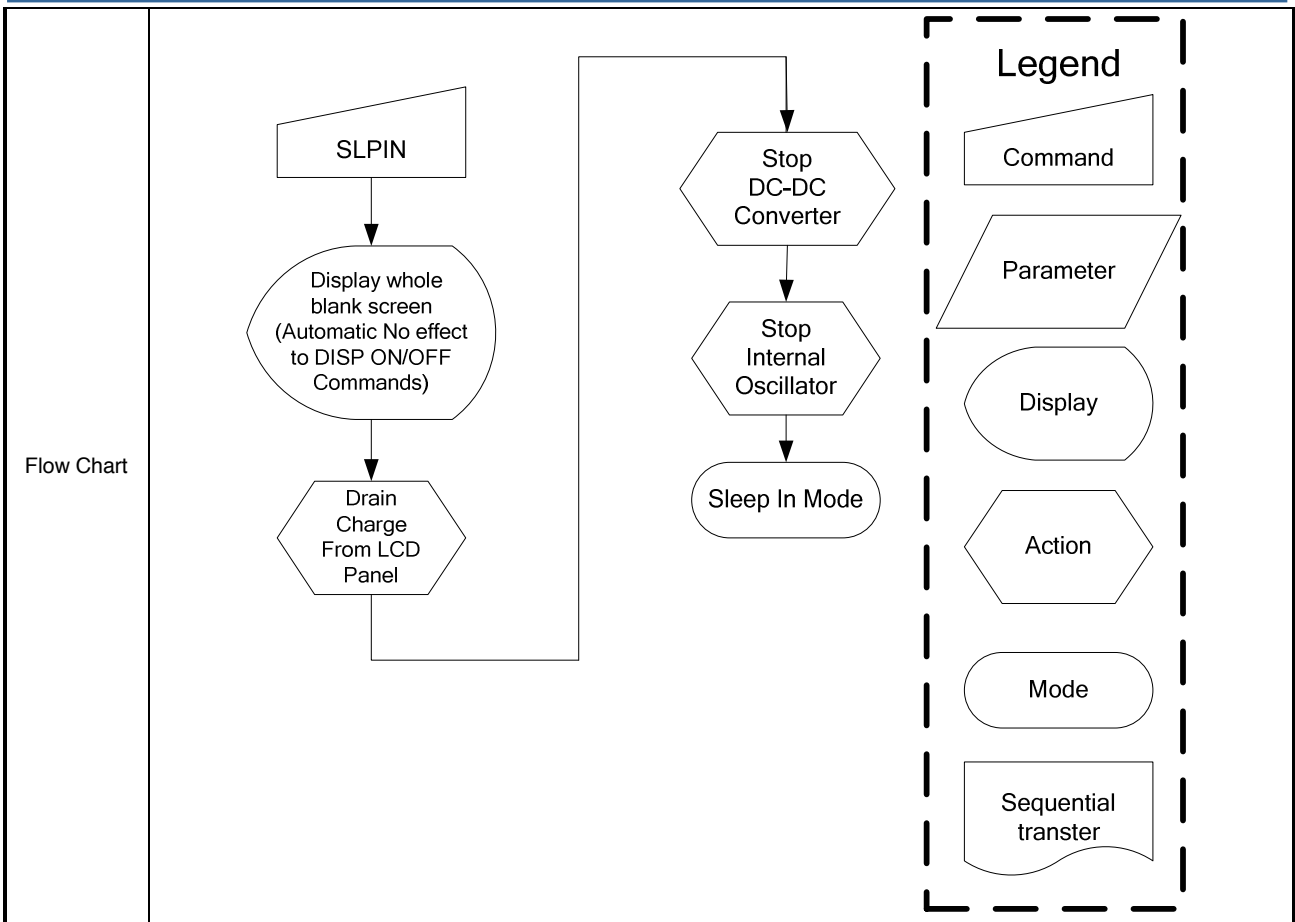 Flow Chart
SLPIN
Display whole
blank screen
(Automatic No effect
to DISP ON/OFF
Commands)
Drain
Charge
From LCD
Panel
Stop
DC-DC
Converter
Stop
Internal
Oscillator
Sleep In Mode
Legend
Command
Parameter
Display
Action
Mode
Sequential
transter